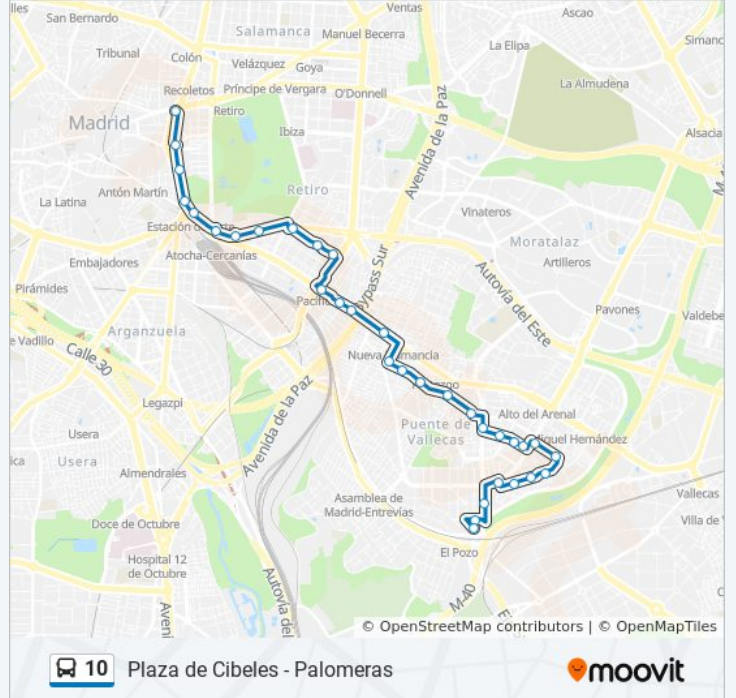 lles
San Bernardo
Ventas
Ascao
Salamanca
Manuel Becerra
Tribunal
Colón
La Elipa
Simanc
Velázquez
Goya
Recoletos
Príncipe de Vergara
O'Donnell
La Almudena
Madrid
Retiro
Ibiza
Avenida de la Paz
Alsacia
Antón Martín
Retiro
La Latina
Vinateros
Estación
Moratalaz
Atocha-Cercanías
Embajadores
Artilleros
Bypass Sur
Autovía del Este
Pirámides
Pavones
Valdebe
Arganzuela
e Vadillo
Calle 30
Nueva
Legazpi
Avenida de la Paz
Alto del Arenal
Puente de
Vallecas
Usera
Miguel Hernández
ica
Usera
Almendrales
Asamblea de
Madrid-Entrevías
Vallecas
Doce de Octubre
Villa de
El Pozo
Hospital 12
de Octubre
Autovía del
M-40
Aveni
© OpenStreetMap contributors | © OpenMapTiles
10 Plaza de Cibeles - Palomeras
moovit